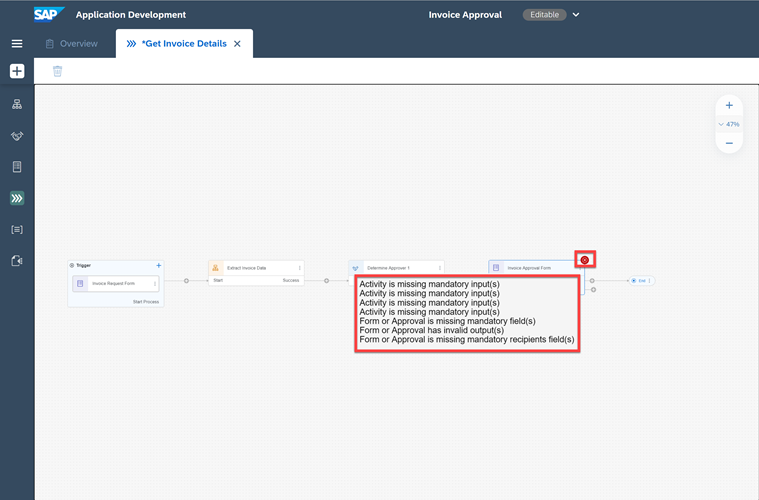 SAP Application Development
Invoice Approval Editable
Overview *Get Invoice Details
47%
Trigger
Invoice Request Form
Start Process
Extract Invoice Data
Start Success
Determine Approver 1
Invoice Approval Form
End
Activity is missing mandatory input(s)
Activity is missing mandatory input(s)
Activity is missing mandatory input(s)
Activity is missing mandatory input(s)
Form or Approval is missing mandatory field(s)
Form or Approval has invalid output(s)
Form or Approval is missing mandatory recipients field(s)